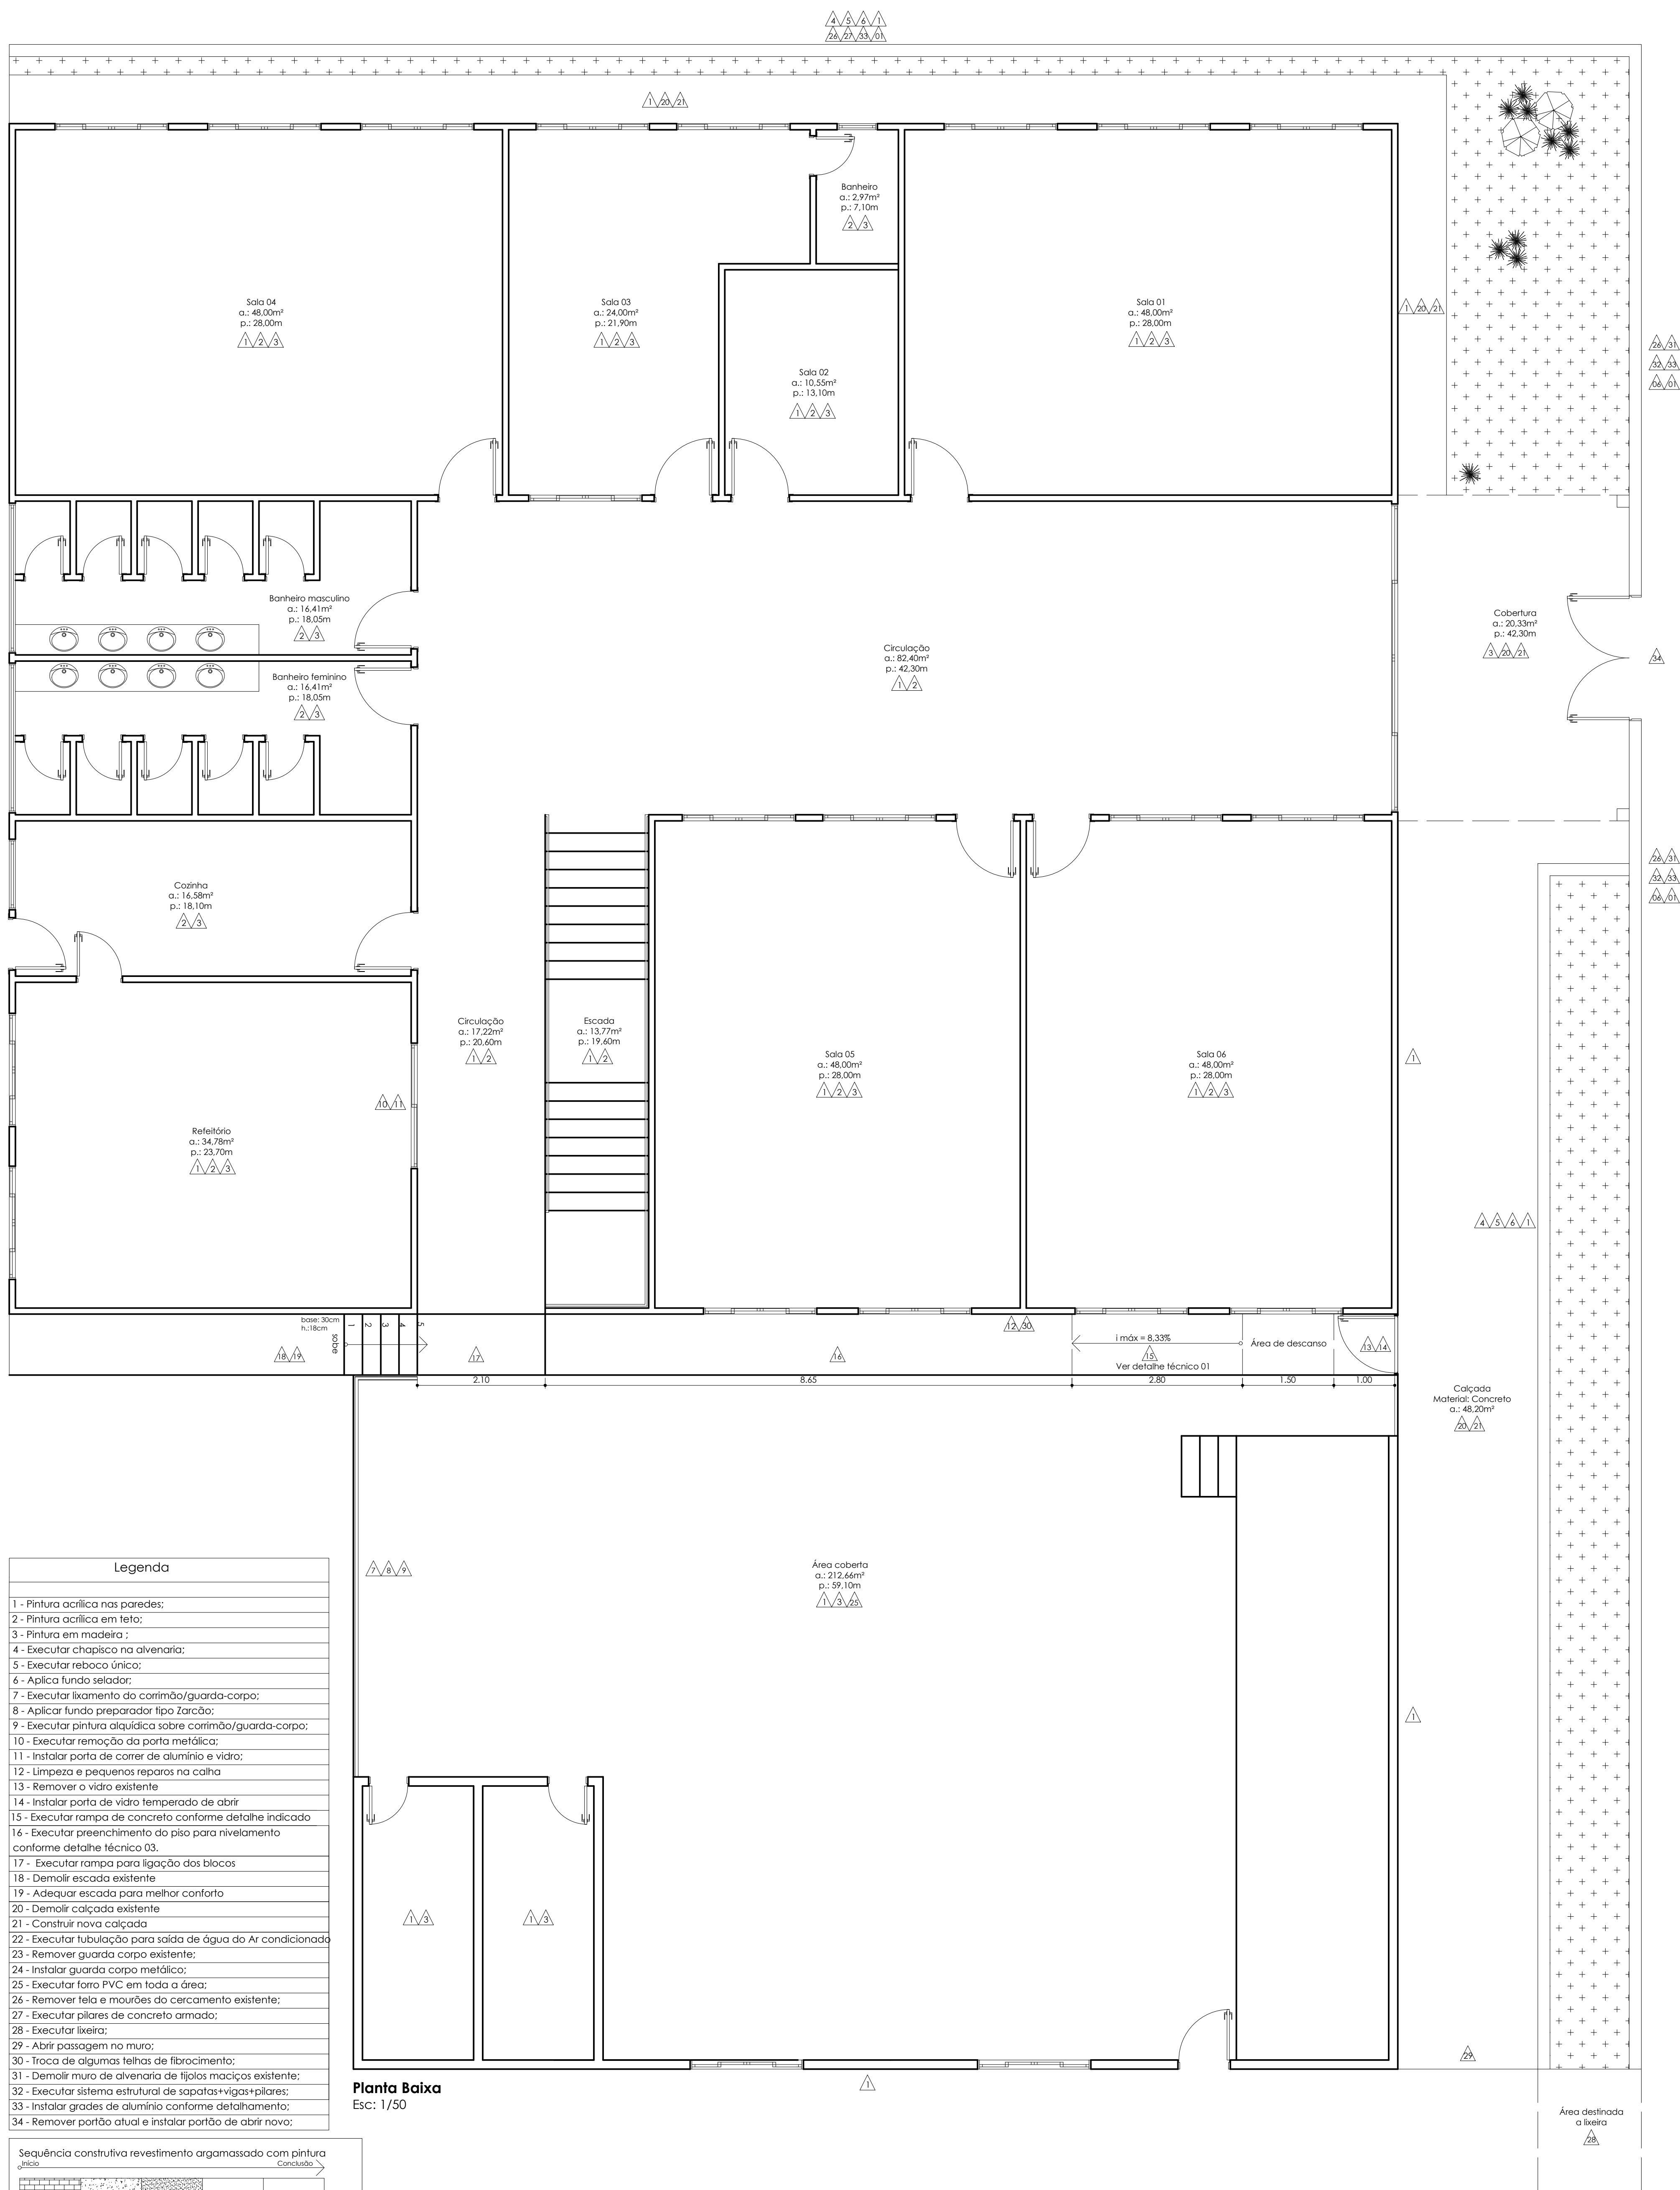 4 5 6 1
26 27 33 01
1 20 21
Banheiro
a.: 2,97m²
p.: 7,10m
2 3
Sala 04
a.: 48,00m²
p.: 28,00m
1 2 3
Sala 03
a.: 24,00m²
p.: 21,90m
1 2 3
Sala 01
a.: 48,00m²
p.: 28,00m
1 2 3
1 20 21
26 31
32 33
06 01
Sala 02
a.: 10,55m²
p.: 13,10m
1 2 3
Banheiro masculino
a.: 16,41m²
p.: 18,05m
2 3
Cobertura
a.: 20,33m²
p.: 42,30m
3 20 21
34
Circulação
a.: 82,40m²
p.: 42,30m
1 2
Banheiro feminino
a.: 16,41m²
p.: 18,05m
2 3
26 31
32 33
06 01
Cozinha
a.: 16,58m²
p.: 18,10m
2 3
Circulação
a.: 17,22m²
p.: 20,60m
1 2
Escada
a.: 13,77m²
p.: 19,60m
1 2
Sala 05
a.: 48,00m²
p.: 28,00m
1 2 3
Sala 06
a.: 48,00m²
p.: 28,00m
1 2 3
1
10 11
Refeitório
a.: 34,78m²
p.: 23,70m
1 2 3
4 5 6 1
base: 30cm
h.:18cm
sobe
1 2 3 4 5
18 19
17
16
12 30
i máx = 8,33%
15
Ver detalhe técnico 01
Área de descanso
13 14
2.10 8.65 2.80 1.50 1.00
Calçada
Material: Concreto
a.: 48,20m²
20 21
7 8 9
Área coberta
a.: 212,66m²
p.: 59,10m
1 3 25
1
1 3
1 3
29
1
Legenda
1 - Pintura acrílica nas paredes;
2 - Pintura acrílica em teto;
3 - Pintura em madeira ;
4 - Executar chapisco na alvenaria;
5 - Executar reboco único;
6 - Aplica fundo selador;
7 - Executar lixamento do corrimão/guarda-corpo;
8 - Aplicar fundo preparador tipo Zarcão;
9 - Executar pintura alquídica sobre corrimão/guarda-corpo;
10 - Executar remoção da porta metálica;
11 - Instalar porta de correr de alumínio e vidro;
12 - Limpeza e pequenos reparos na calha
13 - Remover o vidro existente
14 - Instalar porta de vidro temperado de abrir
15 - Executar rampa de concreto conforme detalhe indicado
16 - Executar preenchimento do piso para nivelamento
conforme detalhe técnico 03.
17 - Executar rampa para ligação dos blocos
18 - Demolir escada existente
19 - Adequar escada para melhor conforto
20 - Demolir calçada existente
21 - Construir nova calçada
22 - Executar tubulação para saída de água do Ar condicionado
23 - Remover guarda corpo existente;
24 - Instalar guarda corpo metálico;
25 - Executar forro PVC em toda a área;
26 - Remover tela e mourões do cercamento existente;
27 - Executar pilares de concreto armado;
28 - Executar lixeira;
29 - Abrir passagem no muro;
30 - Troca de algumas telhas de fibrocimento;
31 - Demolir muro de alvenaria de tijolos maciços existente;
32 - Executar sistema estrutural de sapatas+vigas+pilares;
33 - Instalar grades de alumínio conforme detalhamento;
34 - Remover portão atual e instalar portão de abrir novo;
Planta Baixa
Esc: 1/50
Área destinada
a lixeira
28
Sequência construtiva revestimento argamassado com pintura
Início Conclusão